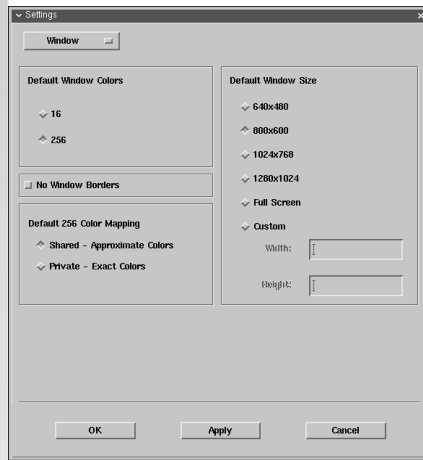 Settings
Window
Default Window Colors
16
256
No Window Borders
Default 256 Color Mapping
Shared - Approximate Colors
Private - Exact Colors
Default Window Size
640x480
800x600
1024x768
1280x1024
Full Screen
Custom
Width:
Height:
OK
Apply
Cancel